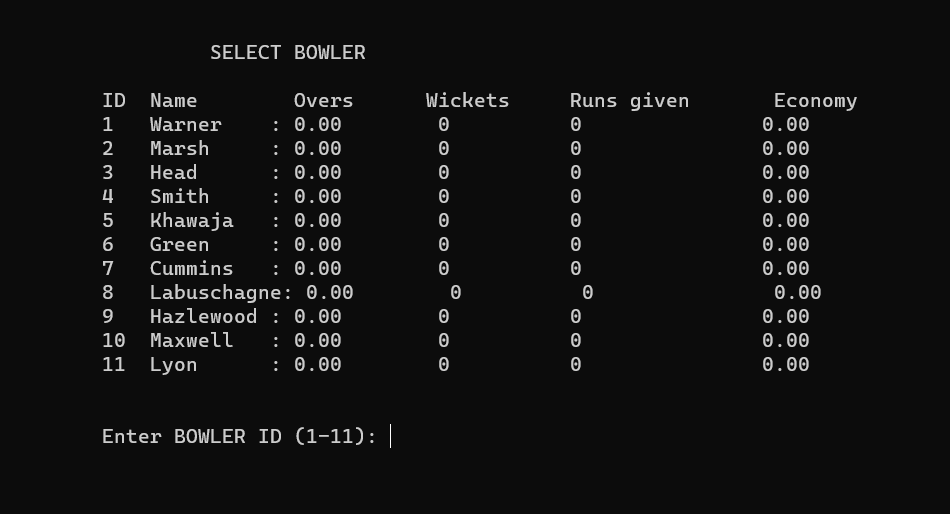 SELECT BOWLER
ID  Name        Overs      Wickets     Runs given       Economy
1   Warner    : 0.00        0          0               0.00
2   Marsh     : 0.00        0          0               0.00
3   Head      : 0.00        0          0               0.00
4   Smith     : 0.00        0          0               0.00
5   Khawaja   : 0.00        0          0               0.00
6   Green     : 0.00        0          0               0.00
7   Cummins   : 0.00        0          0               0.00
8   Labuschagne: 0.00        0          0               0.00
9   Hazlewood : 0.00        0          0               0.00
10  Maxwell   : 0.00        0          0               0.00
11  Lyon      : 0.00        0          0               0.00
Enter BOWLER ID (1-11):